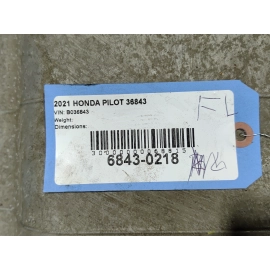 2021 HONDA PILOT 36843
VIN: B036843
Weight:
Dimensions:
6843-0218
FL